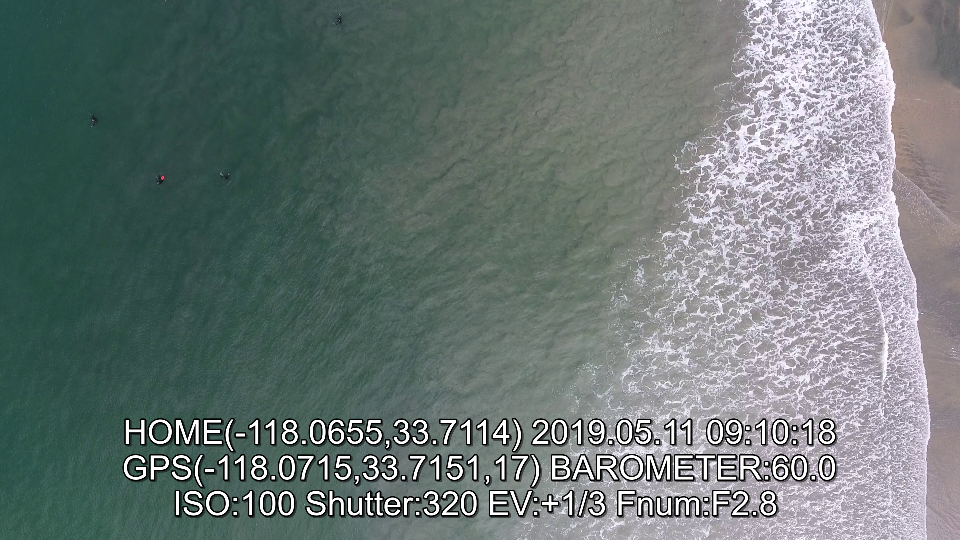 HOME(-118.0655,33.7114) 2019.05.11 09:10:18
GPS(-118.0715,33.7151,17) BAROMETER:60.0
ISO:100 Shutter:320 EV:+1/3 Fnum:F2.8